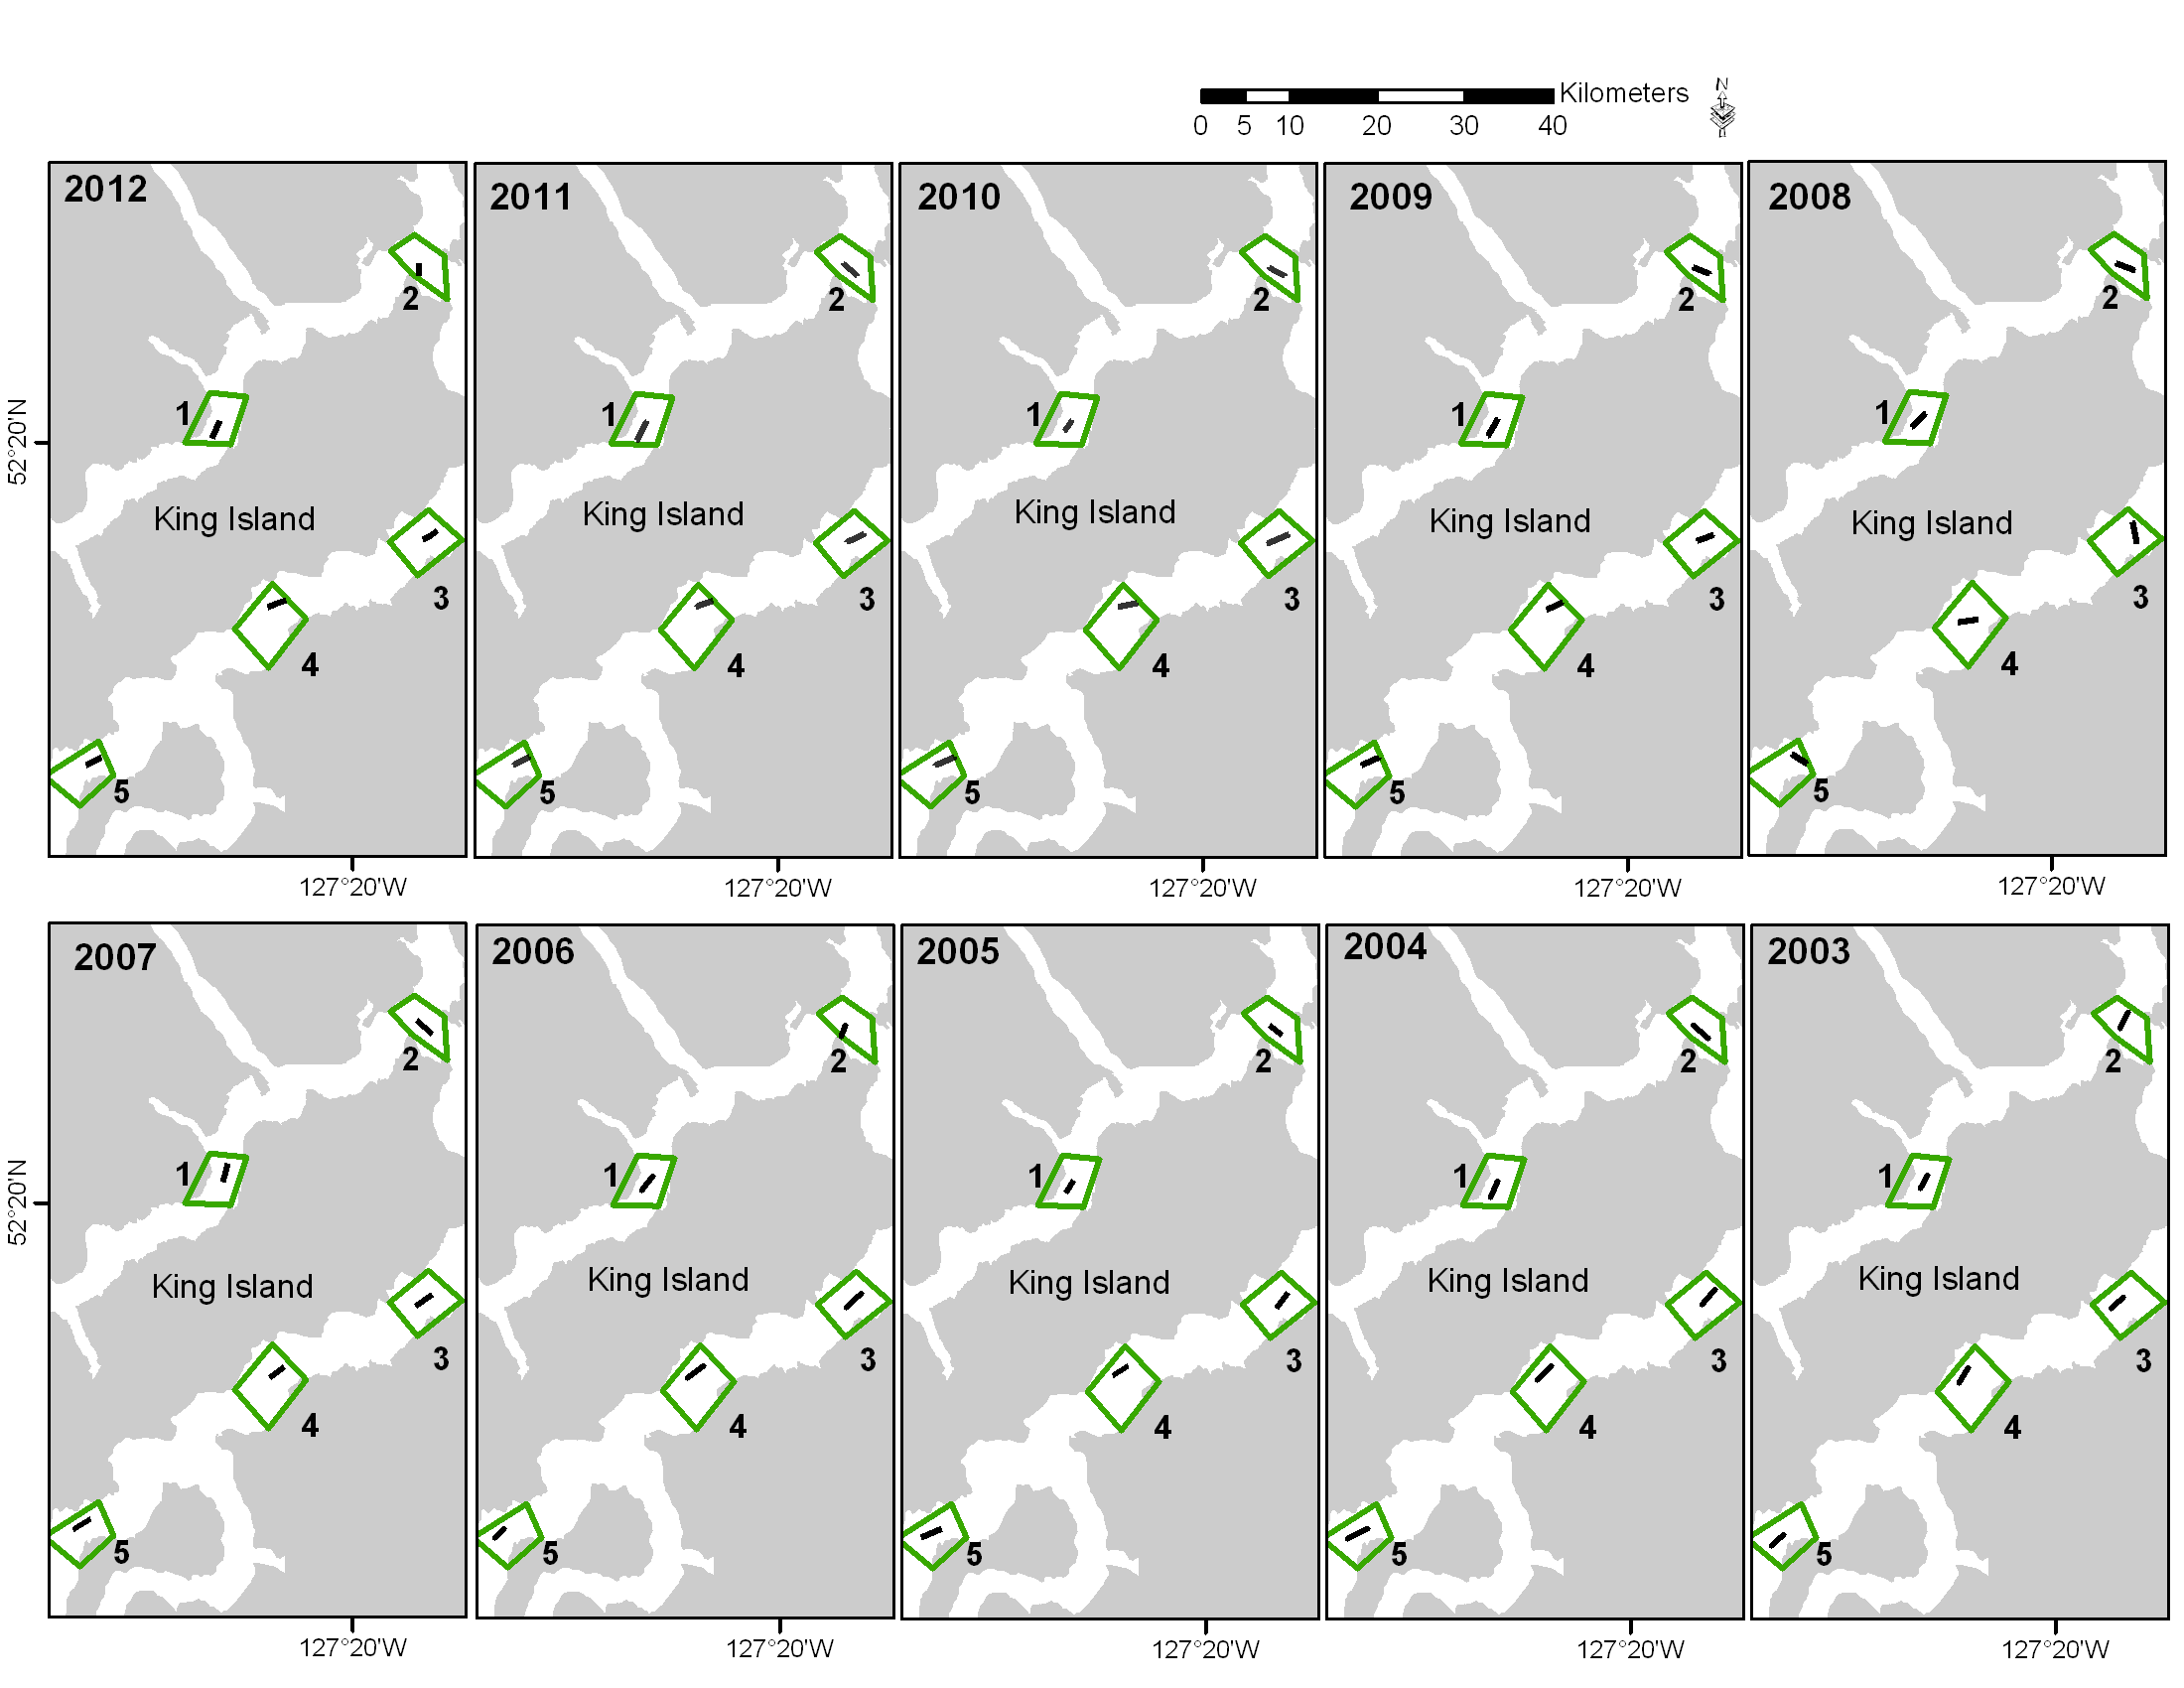 Kilometers
N
0 5 10 20 30 40
2012 2011 2010 2009 2008
2 2 2 2 2
1 1 1 1 1
52°20'N
King Island King Island King Island King Island King Island
3 3 3 3 3
4 4 4 4 4
5 5 5 5 5
127°20'W 127°20'W 127°20'W 127°20'W 127°20'W
2007 2006 2005 2004 2003
2 2 2 2 2
1 1 1 1 1
52°20'N
King Island King Island King Island King Island King Island
3 3 3 3 3
4 4 4 4 4
5 5 5 5 5
127°20'W 127°20'W 127°20'W 127°20'W 127°20'W